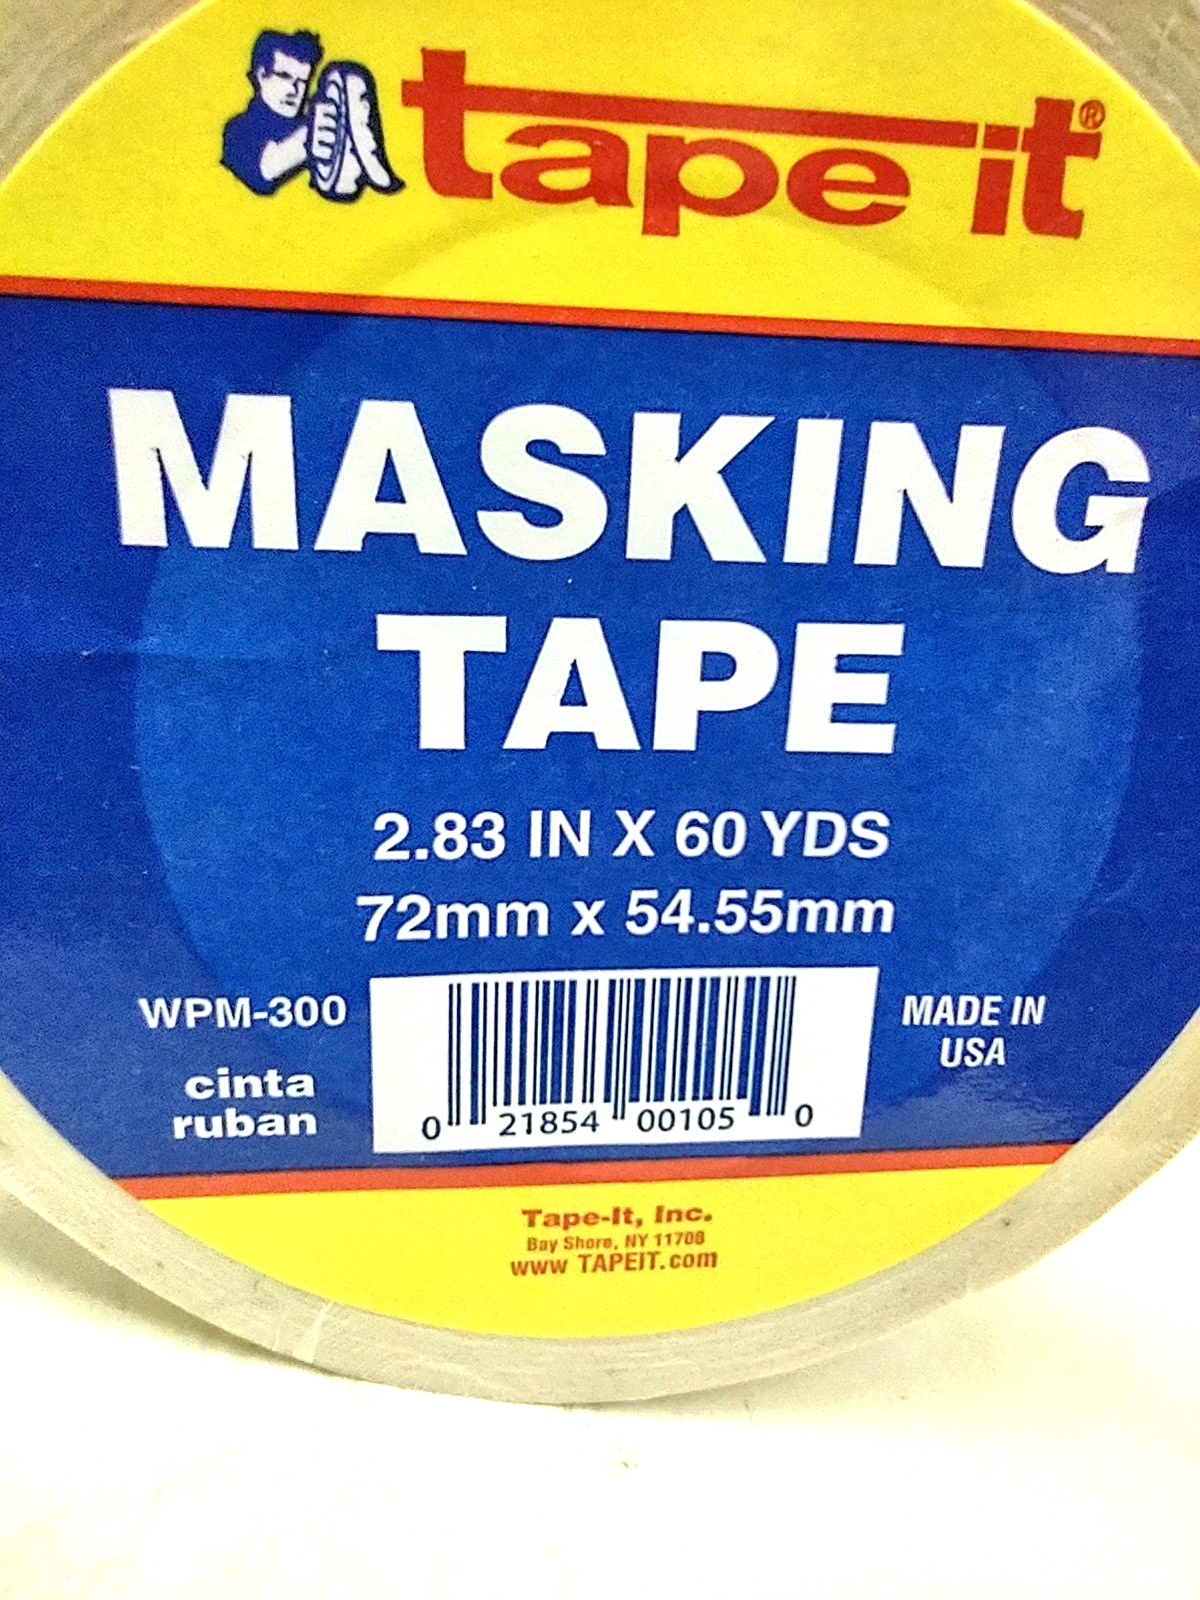 tape it®
MASKING
TAPE
2.83 IN X 60 YDS
72mm x 54.55mm
WPM-300
cinta
ruban
MADE IN
USA
0 21854 00105 0
Tape-It, Inc.
Bay Shore, NY 11708
www TAPEIT.com